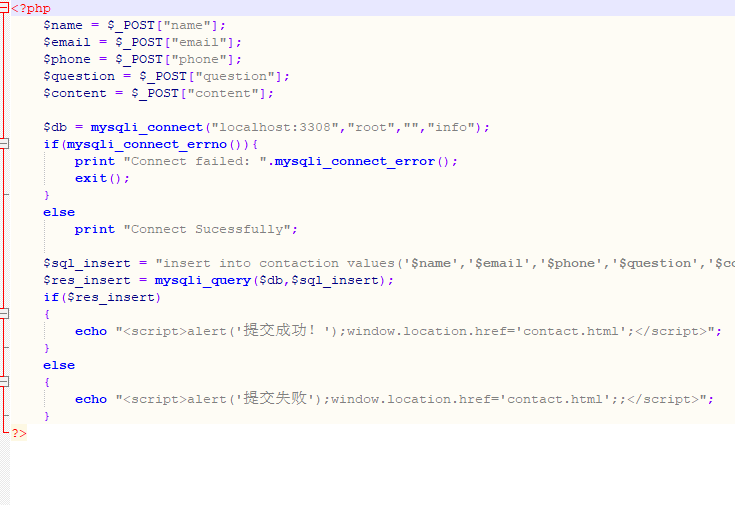 <?php
$name = $_POST["name"];
$email = $_POST["email"];
$phone = $_POST["phone"];
$question = $_POST["question"];
$content = $_POST["content"];
$db = mysqli_connect("localhost:3308","root","","info");
if(mysqli_connect_errno()){
print "Connect failed: ".mysqli_connect_error();
exit();
}
else
print "Connect Sucessfully";
$sql_insert = "insert into contaction values('$name','$email','$phone','$question','$co
$res_insert = mysqli_query($db,$sql_insert);
if($res_insert)
{
echo "<script>alert('提交成功！');window.location.href='contact.html';</script>";
}
else
{
echo "<script>alert('提交失败');window.location.href='contact.html';;</script>";
}
?>